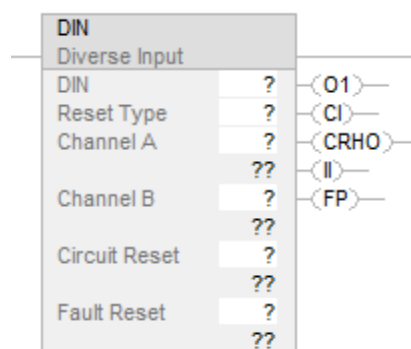 DIN
Diverse Input
DIN ? (O1)
Reset Type ? (CI)
Channel A ? (CRHO)
?? (II)
Channel B ? (FP)
??
Circuit Reset ?
??
Fault Reset ?
??